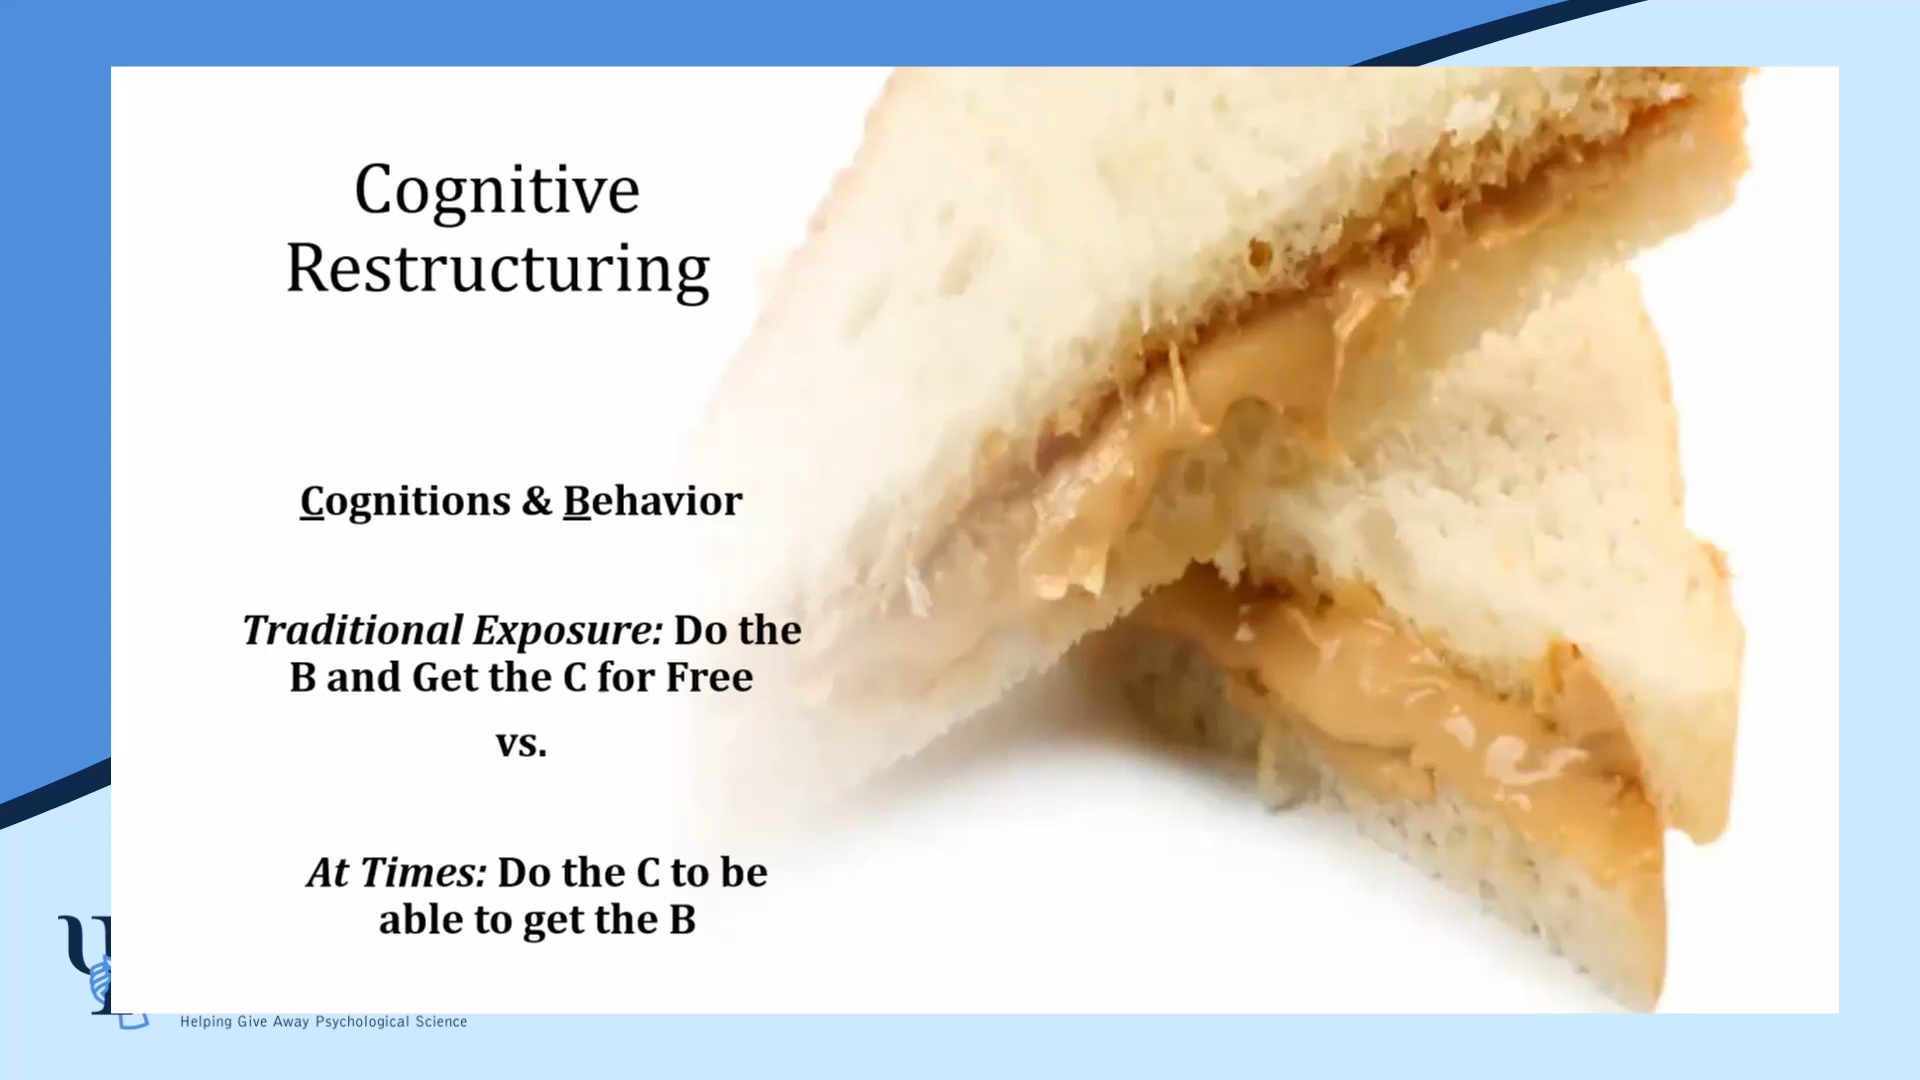 Cognitive
Restructuring
Cognitions & Behavior
Traditional Exposure: Do the
B and Get the C for Free
vs.
At Times: Do the C to be
able to get the B
Helping Give Away Psychological Science